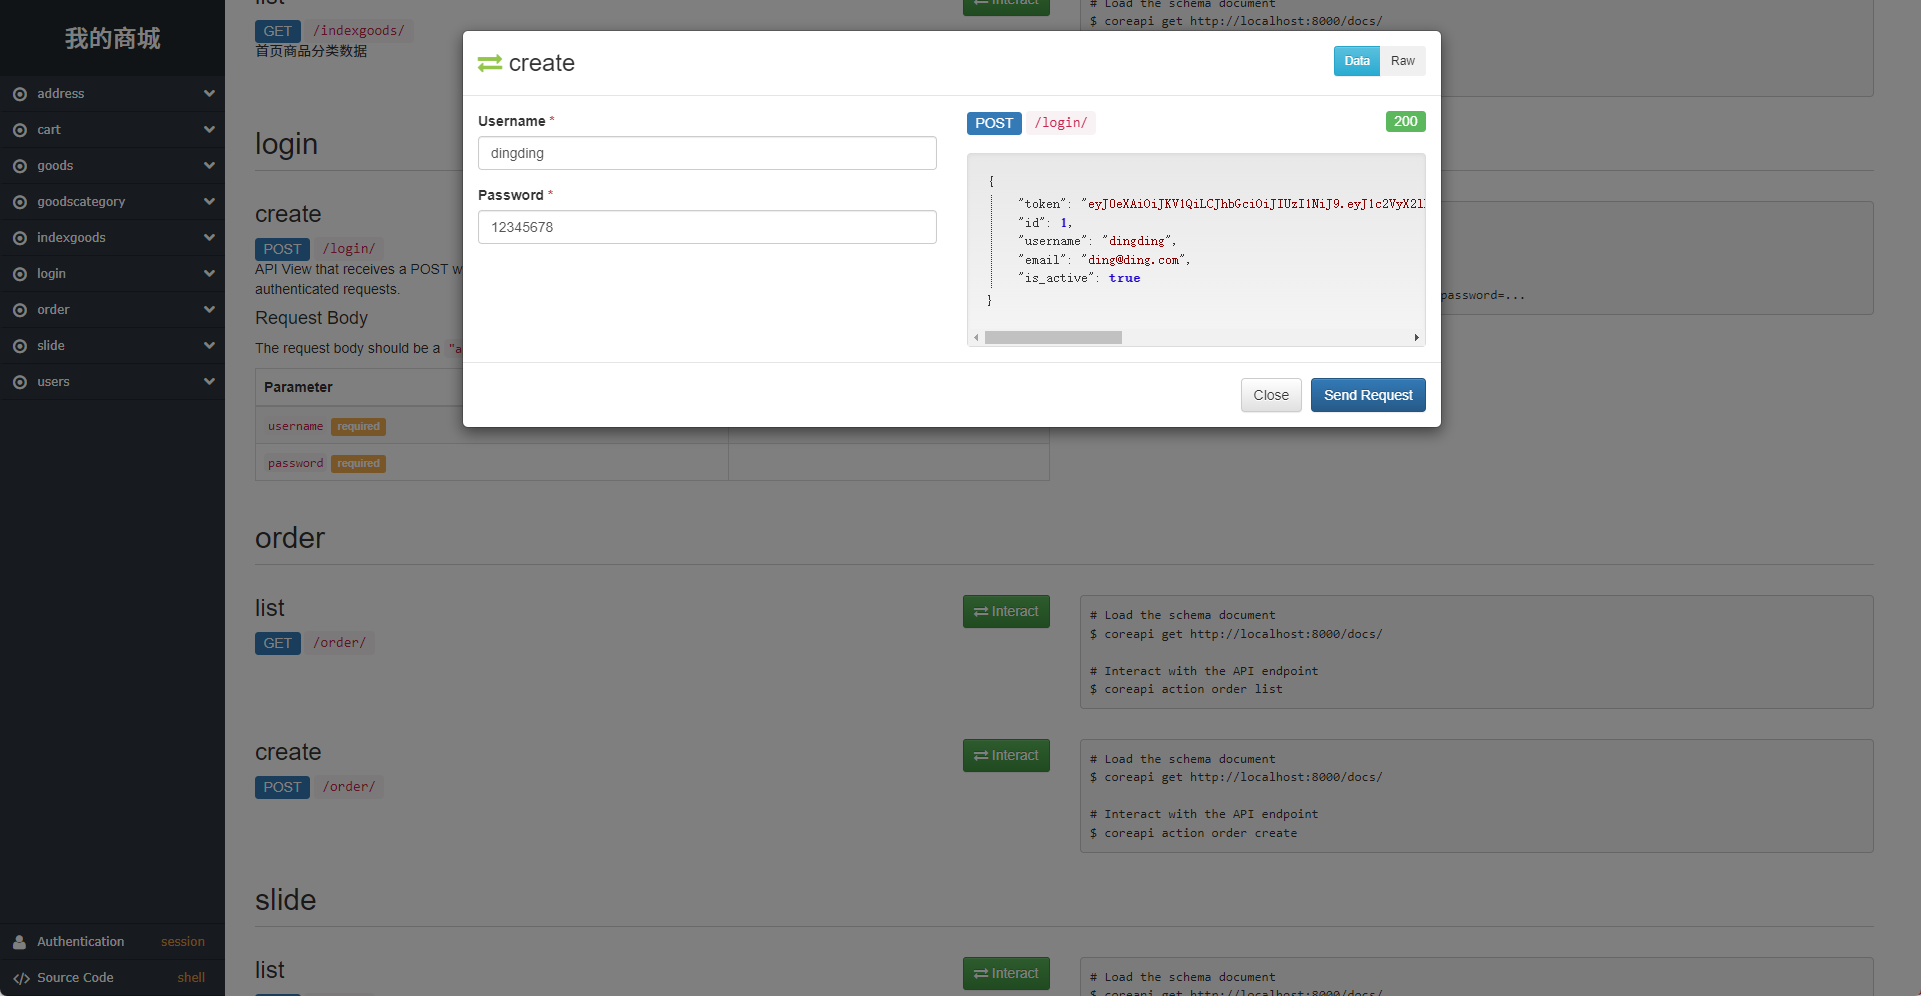 我的商城
address
cart
goods
goodscategory
indexgoods
login
order
slide
users
Authentication session
Source Code shell
GET /indexgoods/
首页商品分类数据
# Load the schema document
$ coreapi get http://localhost:8000/docs/
login
create
POST /login/
API View that receives a POST
authenticated requests.
Request Body
The request body should be a
Parameter
username required
password required
password=...
create
Data Raw
Username *
dingding
Password *
12345678
POST /login/ 200
{
"token": "eyJ0eXAiOiJKV1QiLCJhbGciOiJIUzI1NiJ9.eyJ1c2VyX2l
"id": 1,
"username": "dingding",
"email": "ding@ding.com",
"is_active": true
}
Close Send Request
order
list
GET /order/
Interact
# Load the schema document
$ coreapi get http://localhost:8000/docs/
# Interact with the API endpoint
$ coreapi action order list
create
POST /order/
Interact
# Load the schema document
$ coreapi get http://localhost:8000/docs/
# Interact with the API endpoint
$ coreapi action order create
slide
list
Interact
# Load the schema document
$ coreapi get http://localhost:8000/docs/